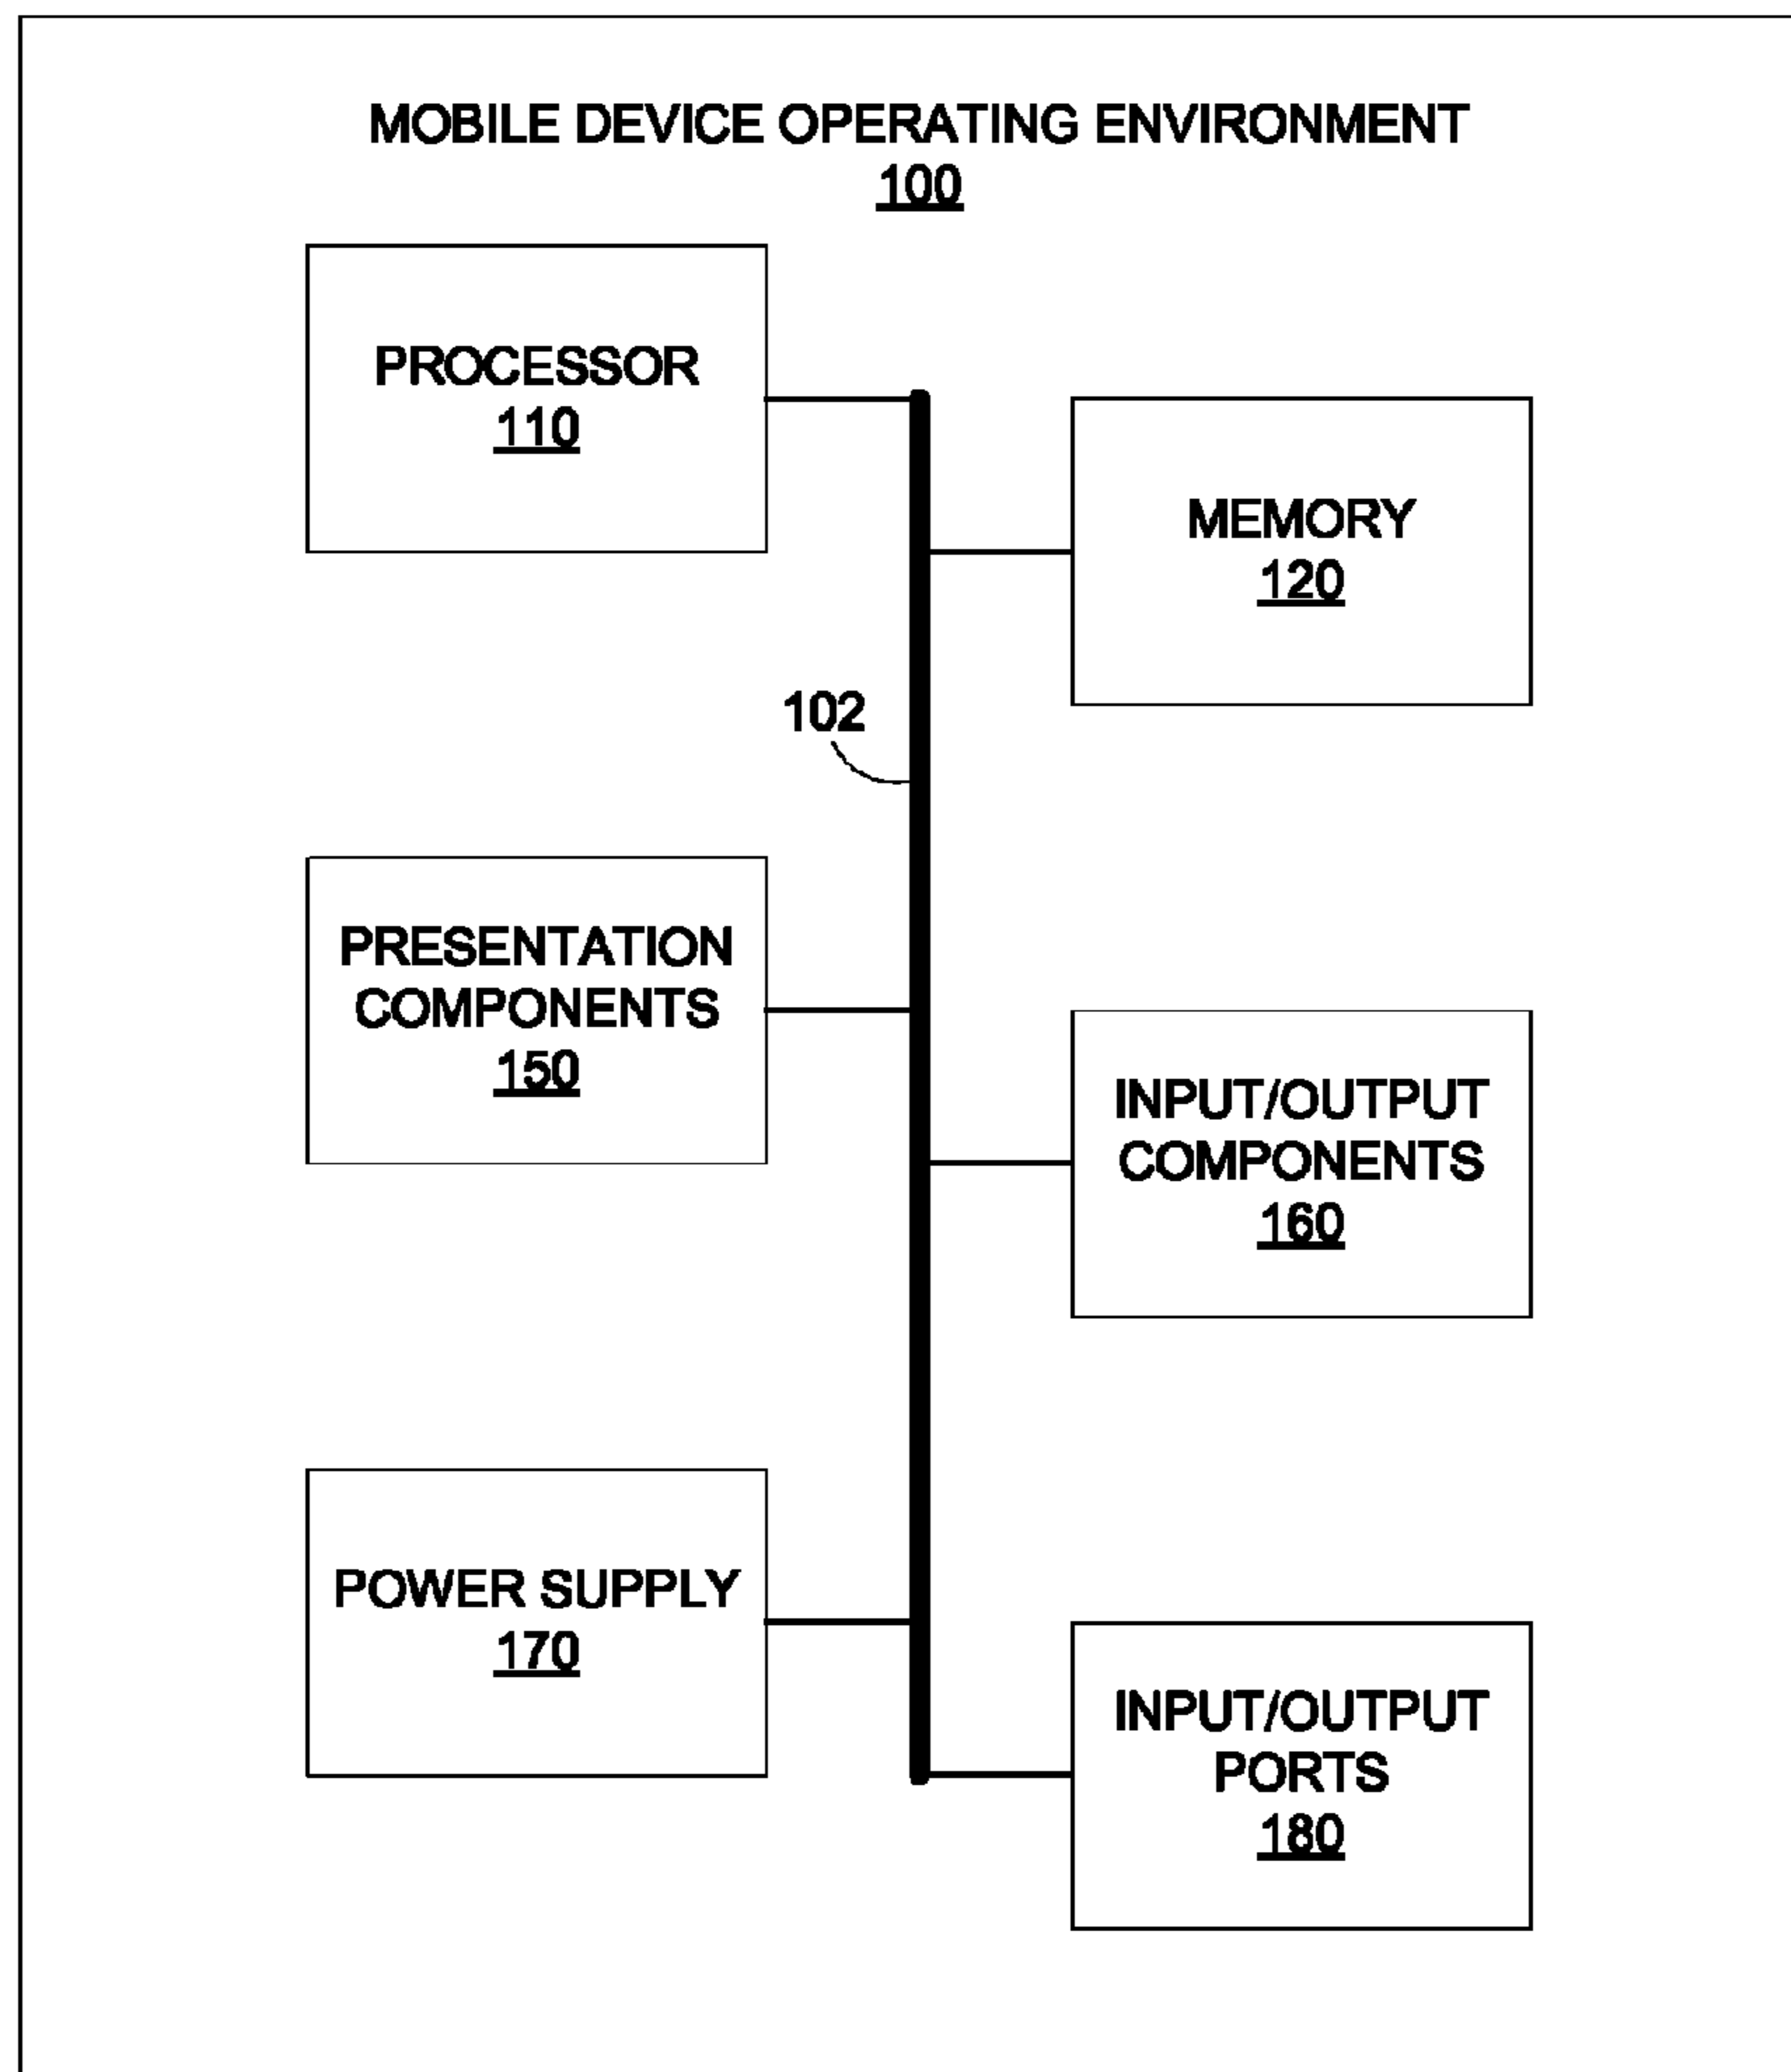 MOBILE DEVICE OPERATING ENVIRONMENT
100
PROCESSOR
110
MEMORY
120
102
PRESENTATION
COMPONENTS
150
INPUT/OUTPUT
COMPONENTS
160
POWER SUPPLY
170
INPUT/OUTPUT
PORTS
180